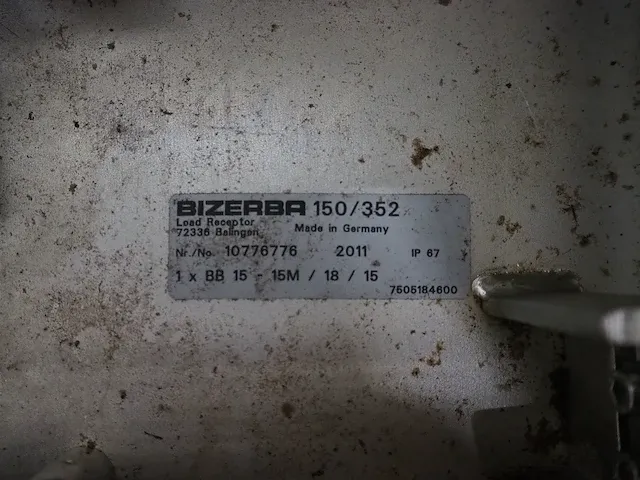 BIZERBA 150/352
Load Receptor
72336 Balingen Made in Germany
Nr./No. 10776776 2011 IP 67
1 x BB 15 - 15M / 18 / 15
7505184600